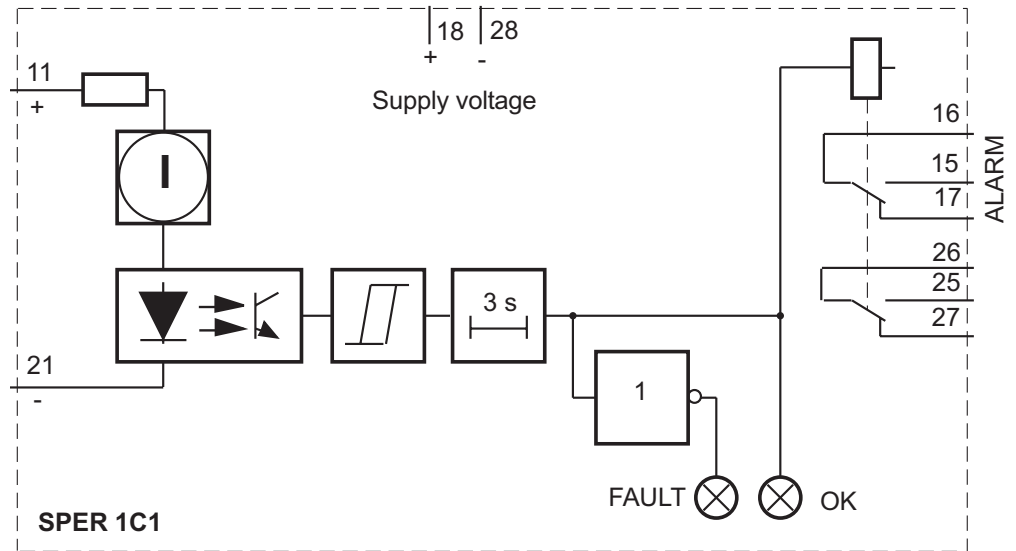 18
28
+
-
Supply voltage
11
+
I
16
15
17
ALARM
26
25
27
3 s
21
-
1
FAULT
OK
SPER 1C1